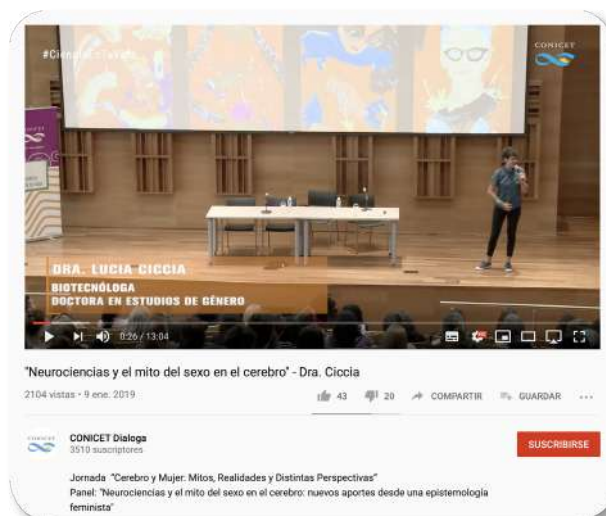 CONICET
DRA. LUCIA CICCIA
BIOTECNÓLOGA
DOCTORA EN ESTUDIOS DE GÉNERO
0:26 / 13:04
"Neurociencias y el mito del sexo en el cerebro" - Dra. Ciccia
2104 vistas • 9 ene. 2019
43
20
COMPARTIR
GUARDAR
CONICET
CONICET Dialoga
3510 suscriptores
SUSCRIBIRSE
Jornada "Cerebro y Mujer. Mitos, Realidades y Distintas Perspectivas"
Panel: "Neurociencias y el mito del sexo en el cerebro: nuevos aportes desde una epistemología
feminista"